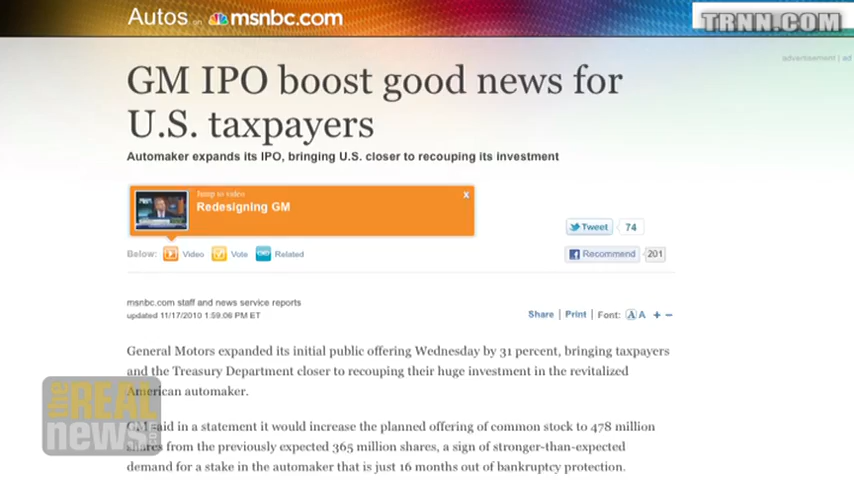 Autos on msnbc.com
TRNN.COM
advertisement | ad
GM IPO boost good news for
U.S. taxpayers
Automaker expands its IPO, bringing U.S. closer to recouping its investment
Jump to video
x
Redesigning GM
Tweet 74
Below: Video Vote Related
Recommend 201
msnbc.com staff and news service reports
updated 11/17/2010 1:59:06 PM ET
Share | Print | Font: A A + −
General Motors expanded its initial public offering Wednesday by 31 percent, bringing taxpayers
and the Treasury Department closer to recouping their huge investment in the revitalized
American automaker.
GM said in a statement it would increase the planned offering of common stock to 478 million
shares from the previously expected 365 million shares, a sign of stronger-than-expected
demand for a stake in the automaker that is just 16 months out of bankruptcy protection.
the REAL
news.com